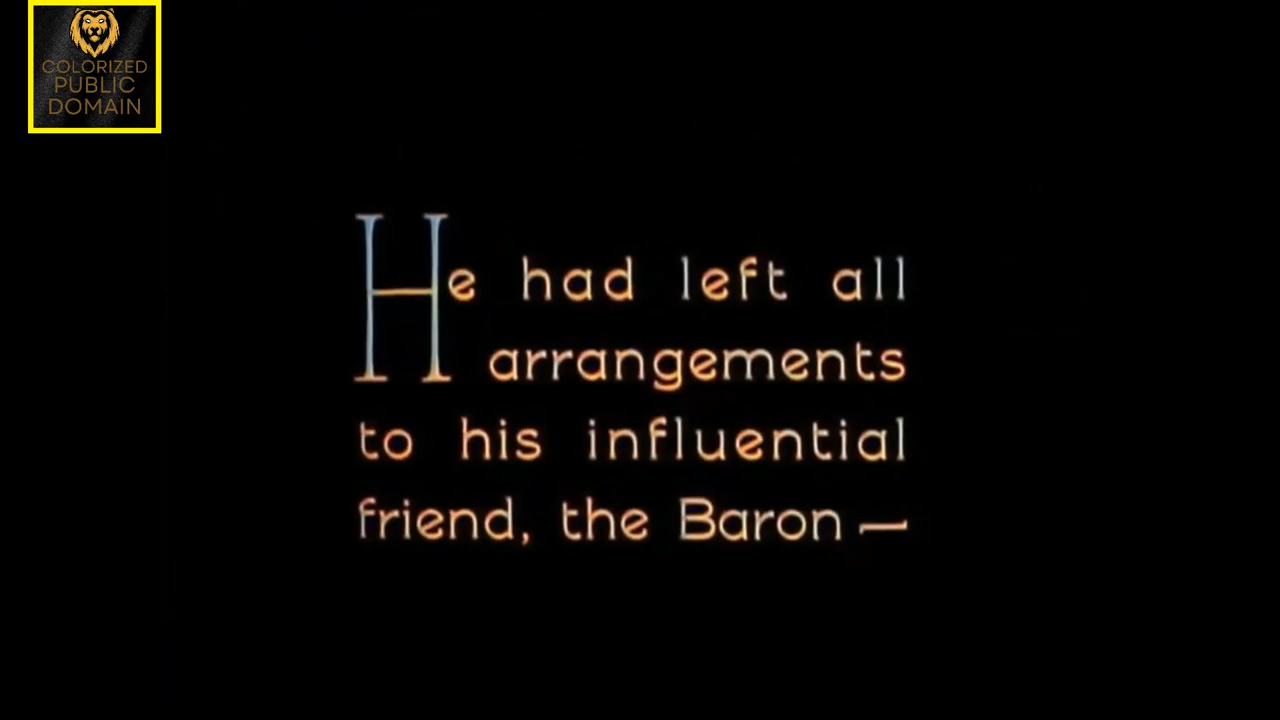 COLORIZED
PUBLIC
DOMAIN
He had left all
arrangements
to his influential
friend, the Baron —